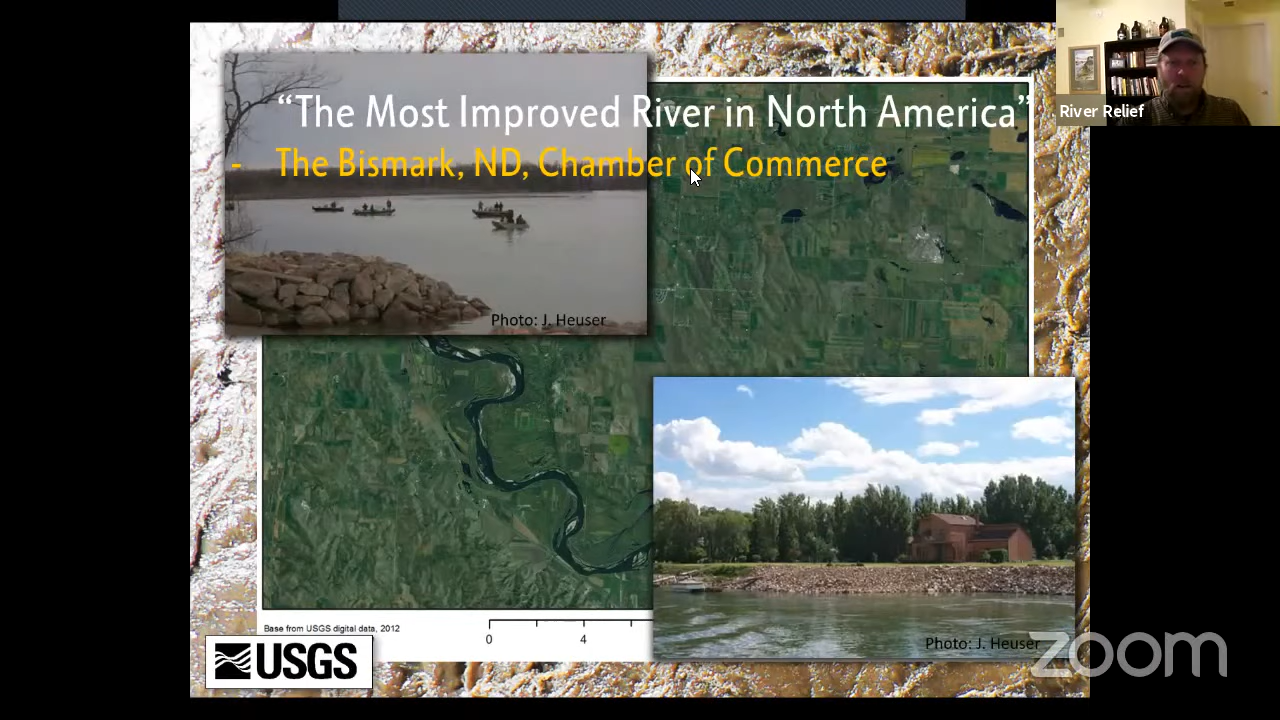 “The Most Improved River in North America”
- The Bismark, ND, Chamber of Commerce
River Relief
Photo: J. Heuser
Base from USGS digital data, 2012
0 4
USGS
Photo: J. Heuser
zoom